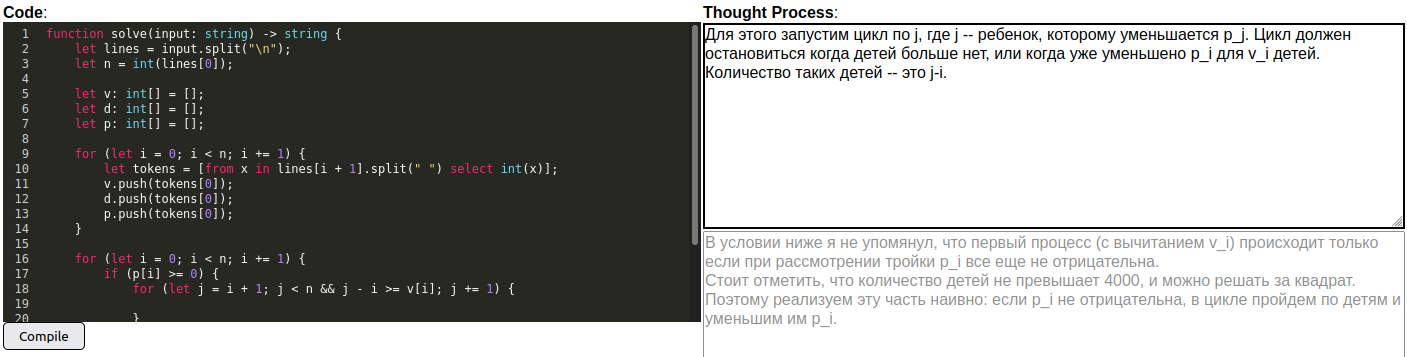 Code:
1 function solve(input: string) -> string {
2 let lines = input.split("\n");
3 let n = int(lines[0]);
4
5 let v: int[] = [];
6 let d: int[] = [];
7 let p: int[] = [];
8
9 for (let i = 0; i < n; i += 1) {
10 let tokens = [from x in lines[i + 1].split(" ") select int(x)];
11 v.push(tokens[0]);
12 d.push(tokens[0]);
13 p.push(tokens[0]);
14 }
15
16 for (let i = 0; i < n; i += 1) {
17 if (p[i] >= 0) {
18 for (let j = i + 1; j < n && j - i >= v[i]; j += 1) {
19
20 }
Compile
Thought Process:
Для этого запустим цикл по j, где j -- ребенок, которому уменьшается p_j. Цикл должен
остановиться когда детей больше нет, или когда уже уменьшено p_i для v_i детей.
Количество таких детей -- это j-i.
В условии ниже я не упомянул, что первый процесс (с вычитанием v_i) происходит только
если при рассмотрении тройки p_i все еще не отрицательна.
Стоит отметить, что количество детей не превышает 4000, и можно решать за квадрат.
Поэтому реализуем эту часть наивно: если p_i не отрицательна, в цикле пройдем по детям и
уменьшим им p_i.